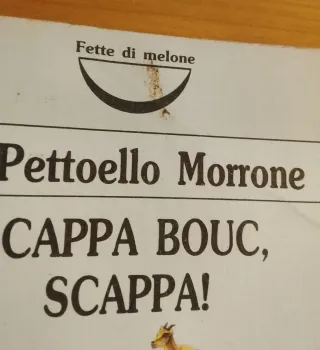 Fette di melone
Pettoello Morrone
CAPPA BOUC,
SCAPPA!